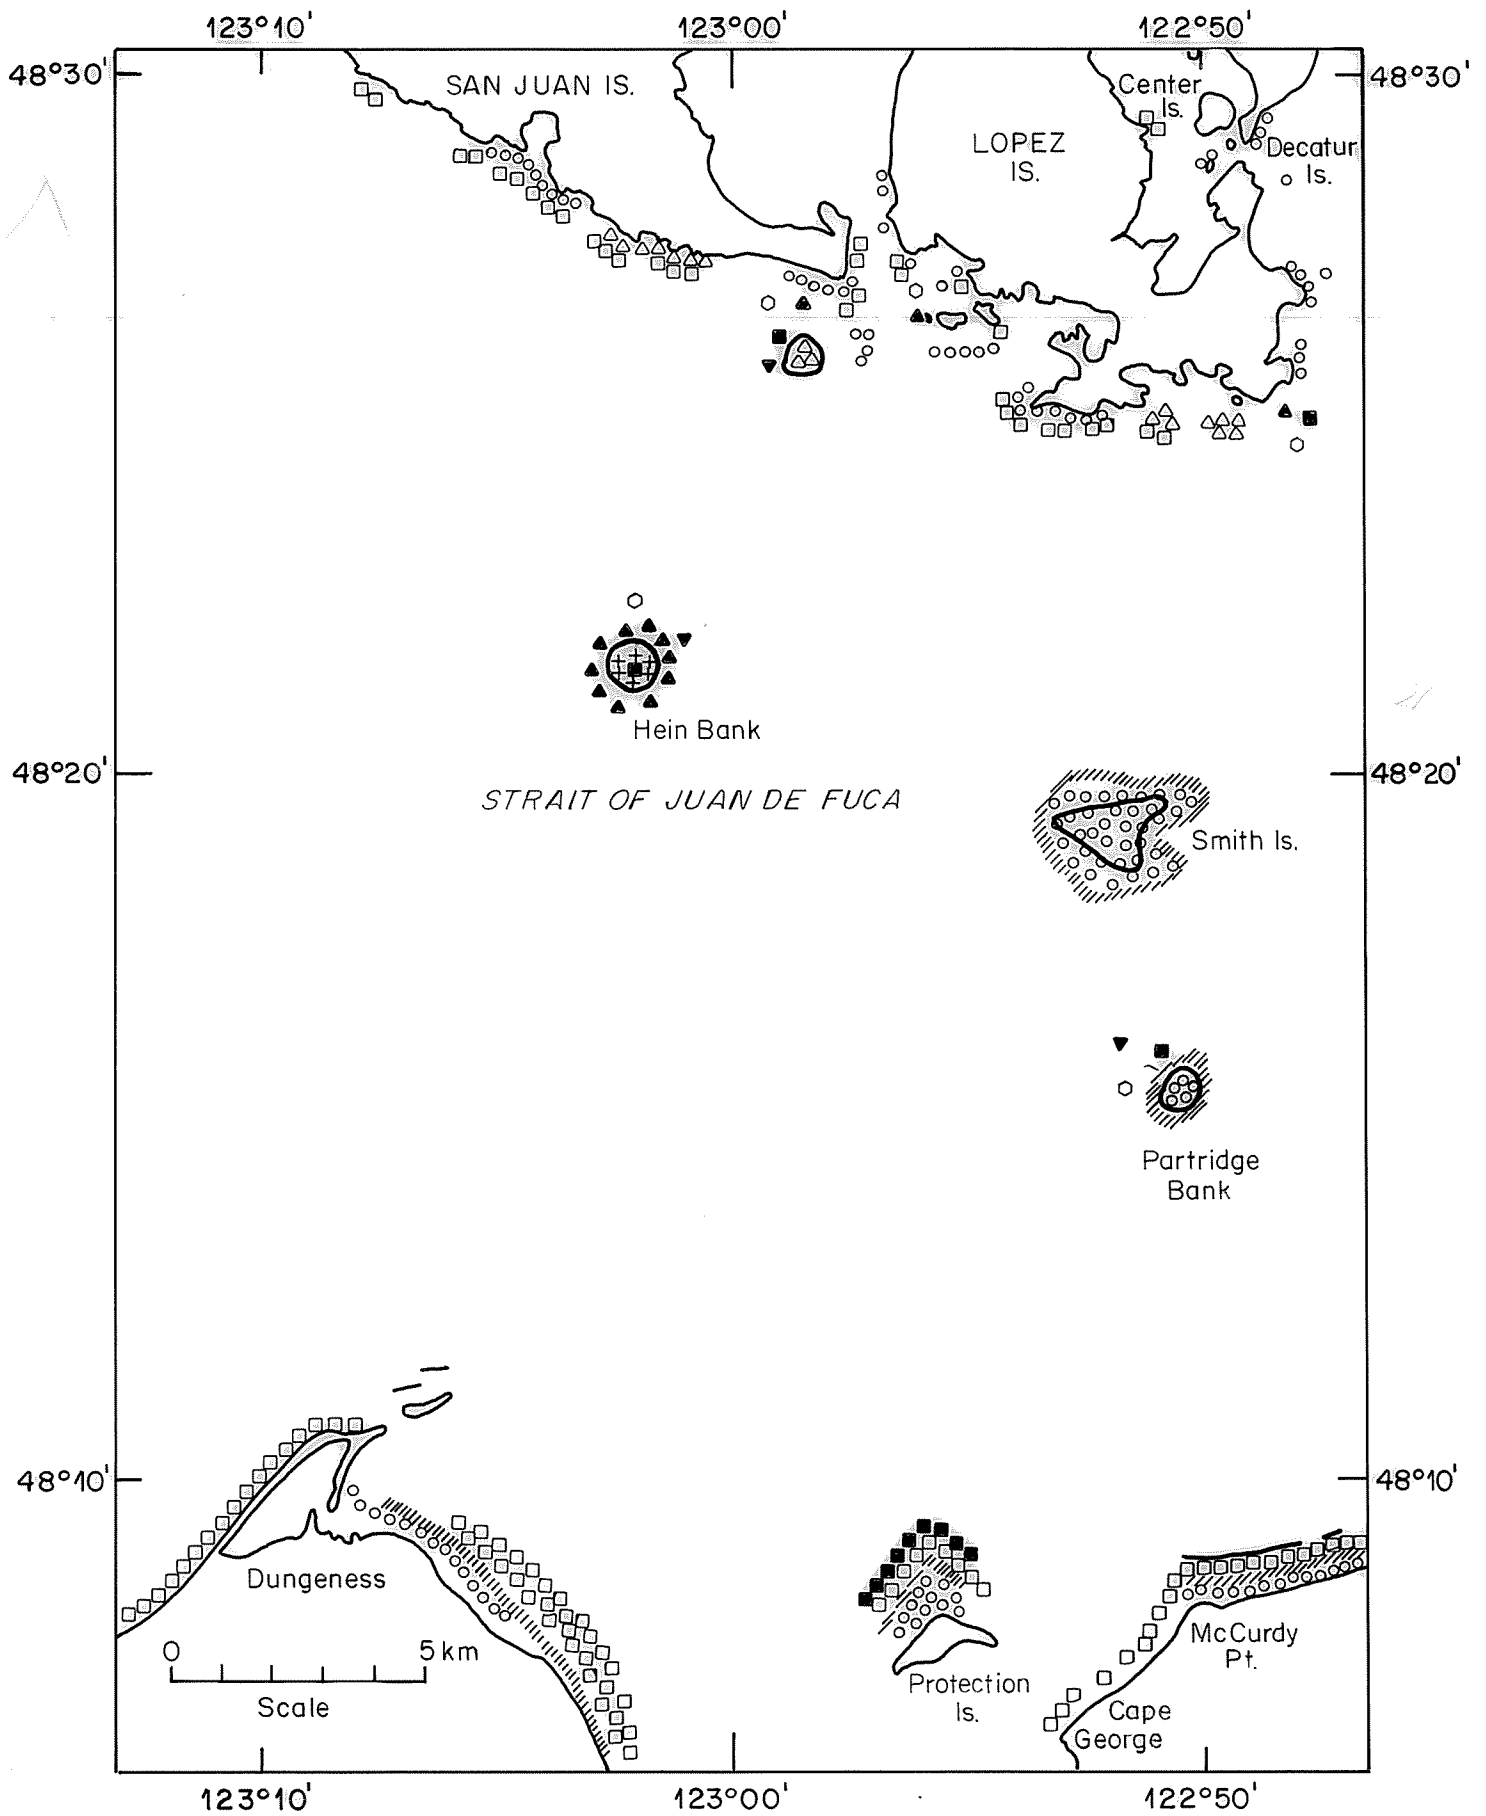 123°10' 123°00' 122°50'
48°30' 48°30'
SAN JUAN IS.
Center
Is.
LOPEZ
IS.
Decatur
Is.
Hein Bank
48°20' 48°20'
STRAIT OF JUAN DE FUCA
Smith Is.
Partridge
Bank
48°10' 48°10'
Dungeness
0 5 km
Scale
McCurdy
Pt.
Protection
Is.
Cape
George
123°10' 123°00' 122°50'